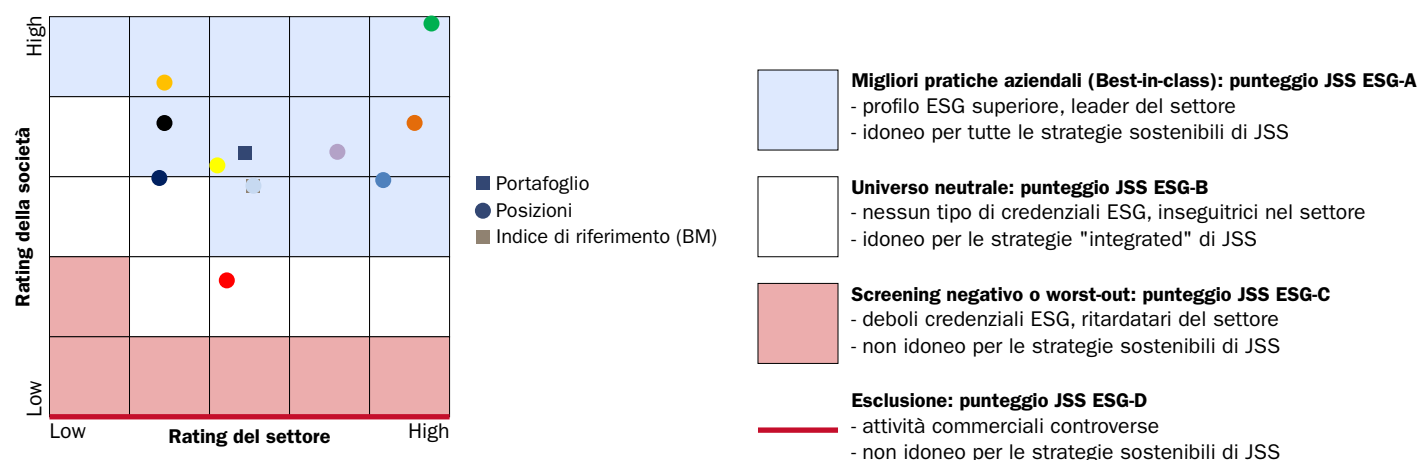 High
Rating della società
Low
Low
Rating del settore
High
Portafoglio
Posizioni
Indice di riferimento (BM)
Migliori pratiche aziendali (Best-in-class): punteggio JSS ESG-A
- profilo ESG superiore, leader del settore
- idoneo per tutte le strategie sostenibili di JSS
Universo neutrale: punteggio JSS ESG-B
- nessun tipo di credenziali ESG, inseguitrici nel settore
- idoneo per le strategie "integrated" di JSS
Screening negativo o worst-out: punteggio JSS ESG-C
- deboli credenziali ESG, ritardatari del settore
- non idoneo per le strategie sostenibili di JSS
Esclusione: punteggio JSS ESG-D
- attività commerciali controverse
- non idoneo per le strategie sostenibili di JSS